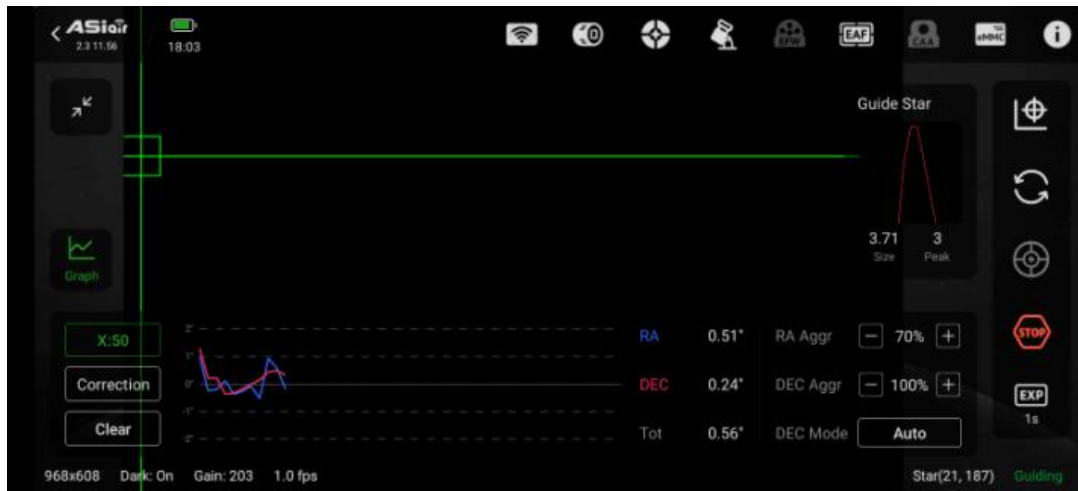 ASiair
2.3 11.56
18:03
EFW
EAF
CAA
eMMC
Guide Star
3.71 3
Size Peak
Graph
X:50
Correction
Clear
2"
1"
0"
-1"
-2"
RA 0.51"
DEC 0.24"
Tot 0.56"
RA Aggr - 70% +
DEC Aggr - 100% +
DEC Mode Auto
STOP
EXP
1s
968x608 Dark: On Gain: 203 1.0 fps
Star(21, 187) Guiding